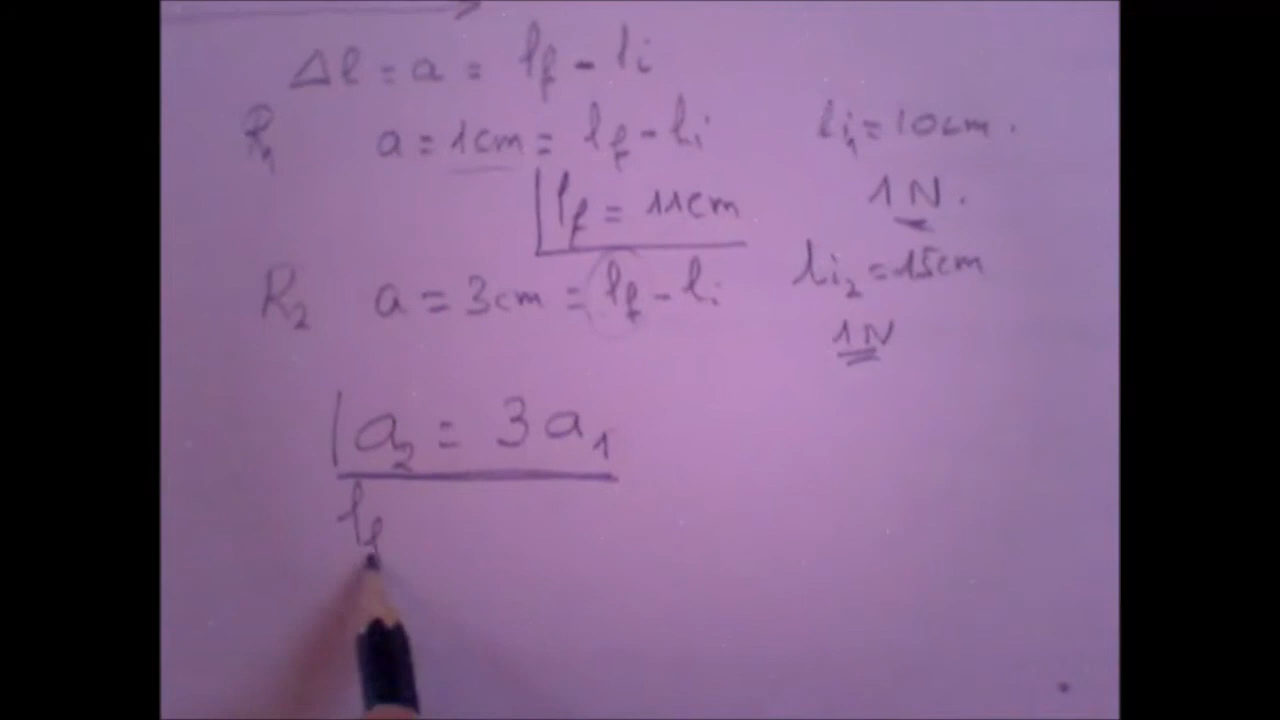 Δl = a = lf - li
R1 a = 1cm = lf - li li1 = 10cm.
lf = 11cm 1N.
R2 a = 3cm = lf - li li2 = 15cm
1N
a2 = 3a1
lf